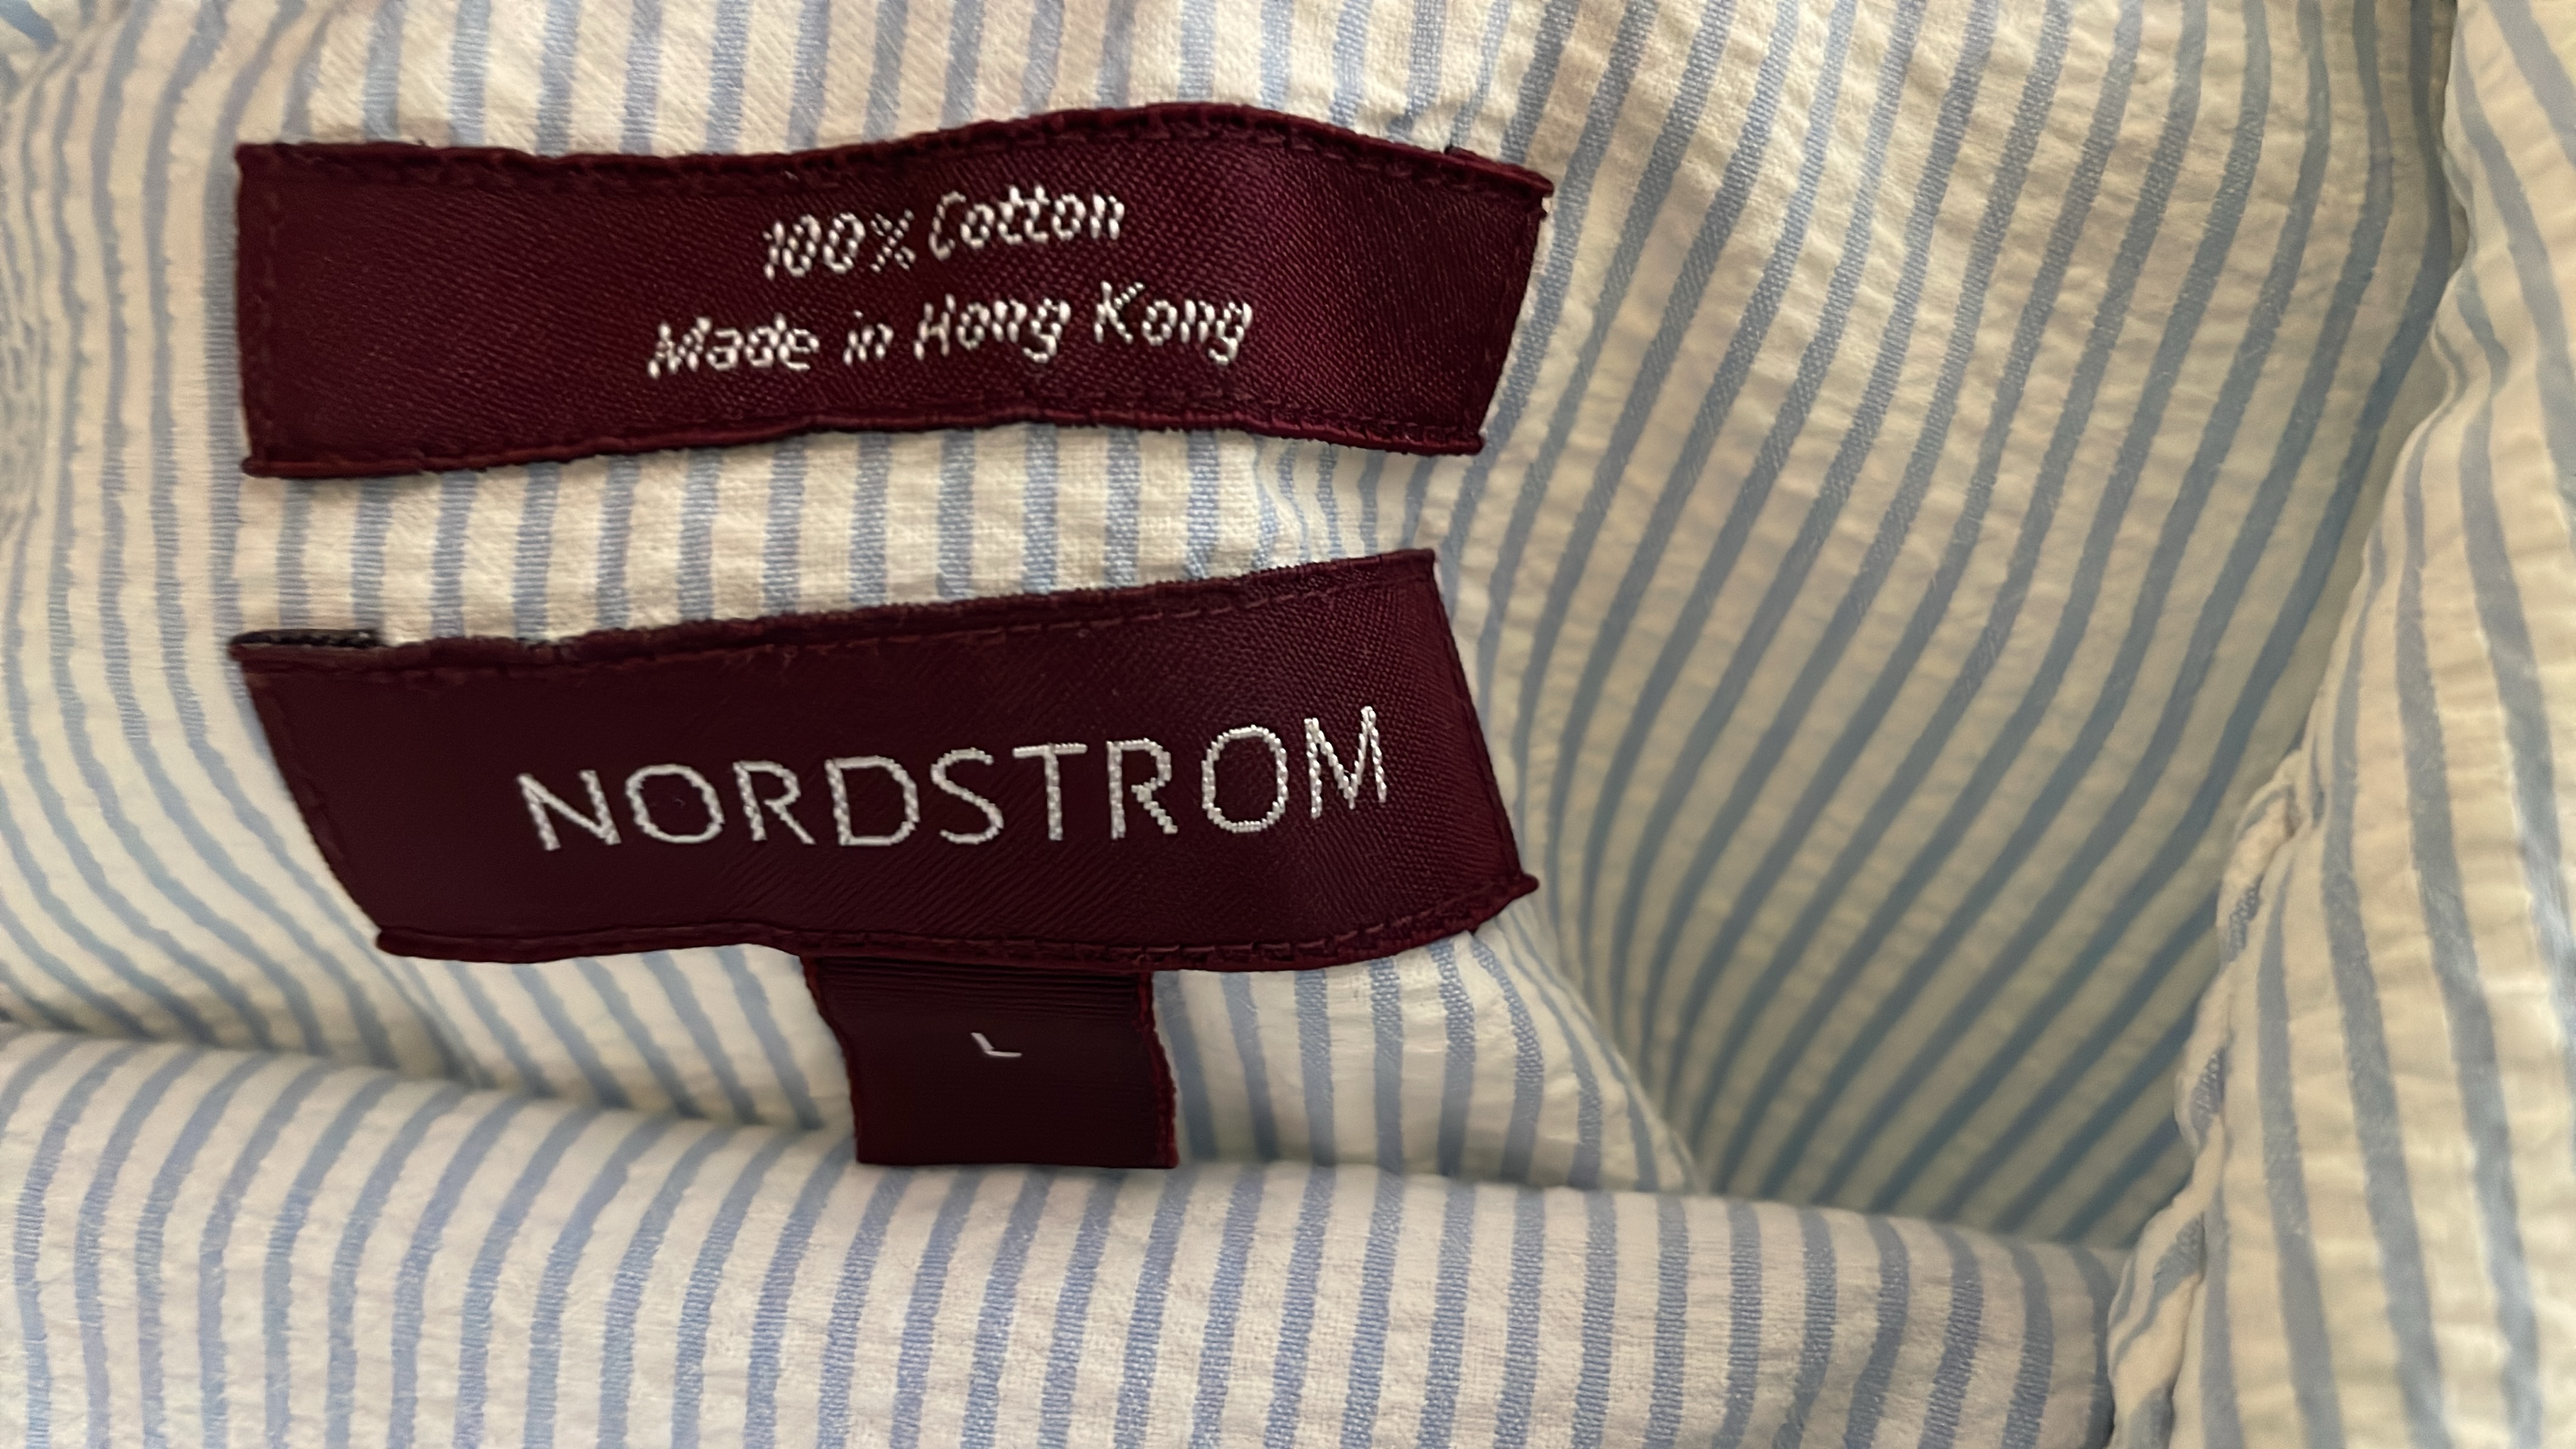 100% Cotton
Made in Hong Kong
NORDSTROM
L